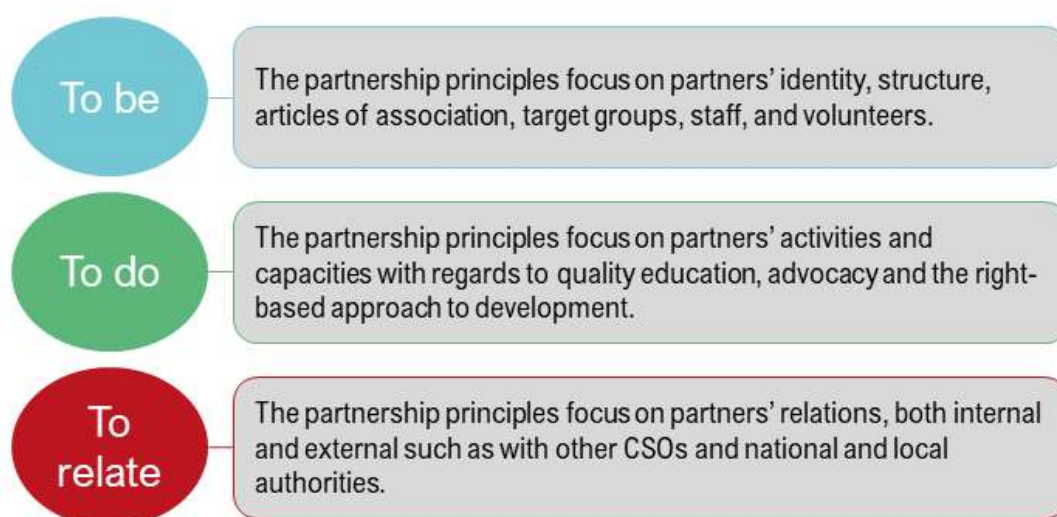 To be
The partnership principles focus on partners' identity, structure,
articles of association, target groups, staff, and volunteers.
To do
The partnership principles focus on partners' activities and
capacities with regards to quality education, advocacy and the right-
based approach to development.
To
relate
The partnership principles focus on partners' relations, both internal
and external such as with other CSOs and national and local
authorities.